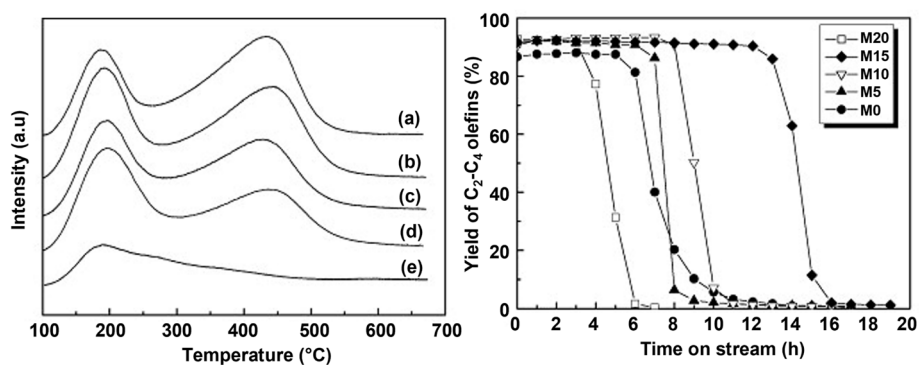 Intensity (a.u)
(a)
(b)
(c)
(d)
(e)
100 200 300 400 500 600 700
Temperature (°C)
Yield of C₂-C₄ olefins (%)
100
80
60
40
20
0
M20
M15
M10
M5
M0
0 2 4 6 8 10 12 14 16 18 20
Time on stream (h)